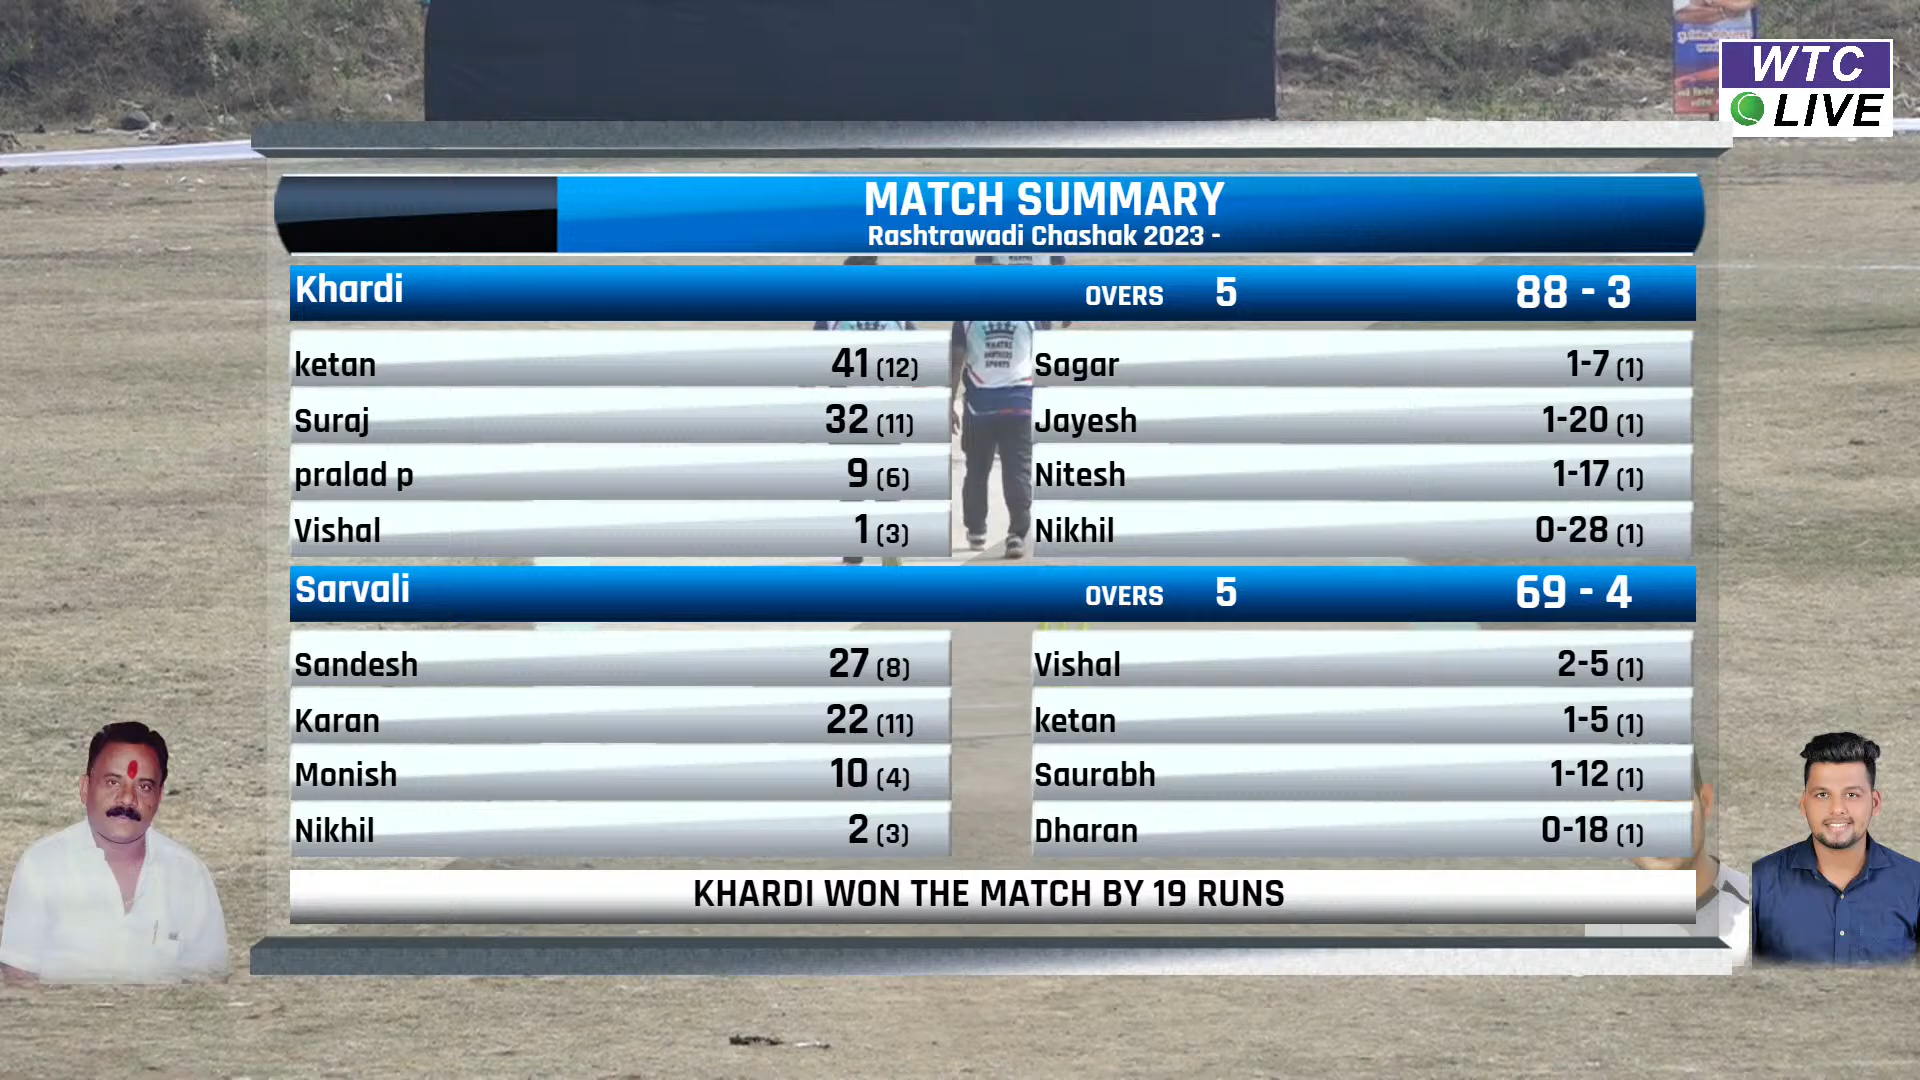 WTC
LIVE
MATCH SUMMARY
Rashtrawadi Chashak 2023 -
Khardi OVERS 5 88 - 3
ketan 41 (12) Sagar 1-7 (1)
Suraj 32 (11) Jayesh 1-20 (1)
pralad p 9 (6) Nitesh 1-17 (1)
Vishal 1 (3) Nikhil 0-28 (1)
Sarvali OVERS 5 69 - 4
Sandesh 27 (8) Vishal 2-5 (1)
Karan 22 (11) ketan 1-5 (1)
Monish 10 (4) Saurabh 1-12 (1)
Nikhil 2 (3) Dharan 0-18 (1)
KHARDI WON THE MATCH BY 19 RUNS